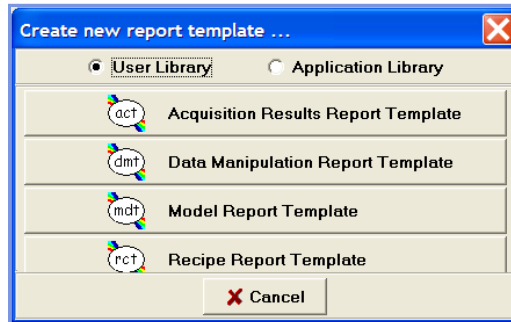 Create new report template ...
User Library Application Library
act Acquisition Results Report Template
dmt Data Manipulation Report Template
mdt Model Report Template
rct Recipe Report Template
Cancel